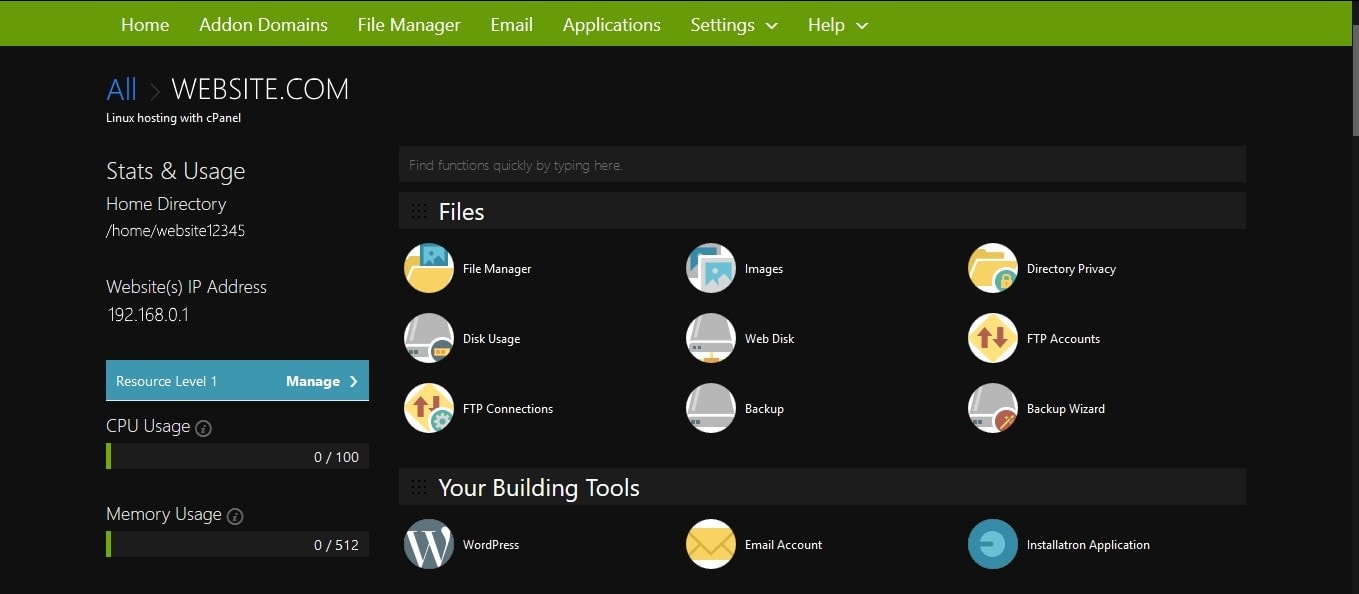 Home Addon Domains File Manager Email Applications Settings Help
All > WEBSITE.COM
Linux hosting with cPanel
Stats & Usage
Home Directory
/home/website12345
Website(s) IP Address
192.168.0.1
Resource Level 1 Manage >
CPU Usage i
0 / 100
Memory Usage i
0 / 512
Find functions quickly by typing here.
Files
File Manager Images Directory Privacy
Disk Usage Web Disk FTP Accounts
FTP Connections Backup Backup Wizard
Your Building Tools
WordPress Email Account Installatron Application